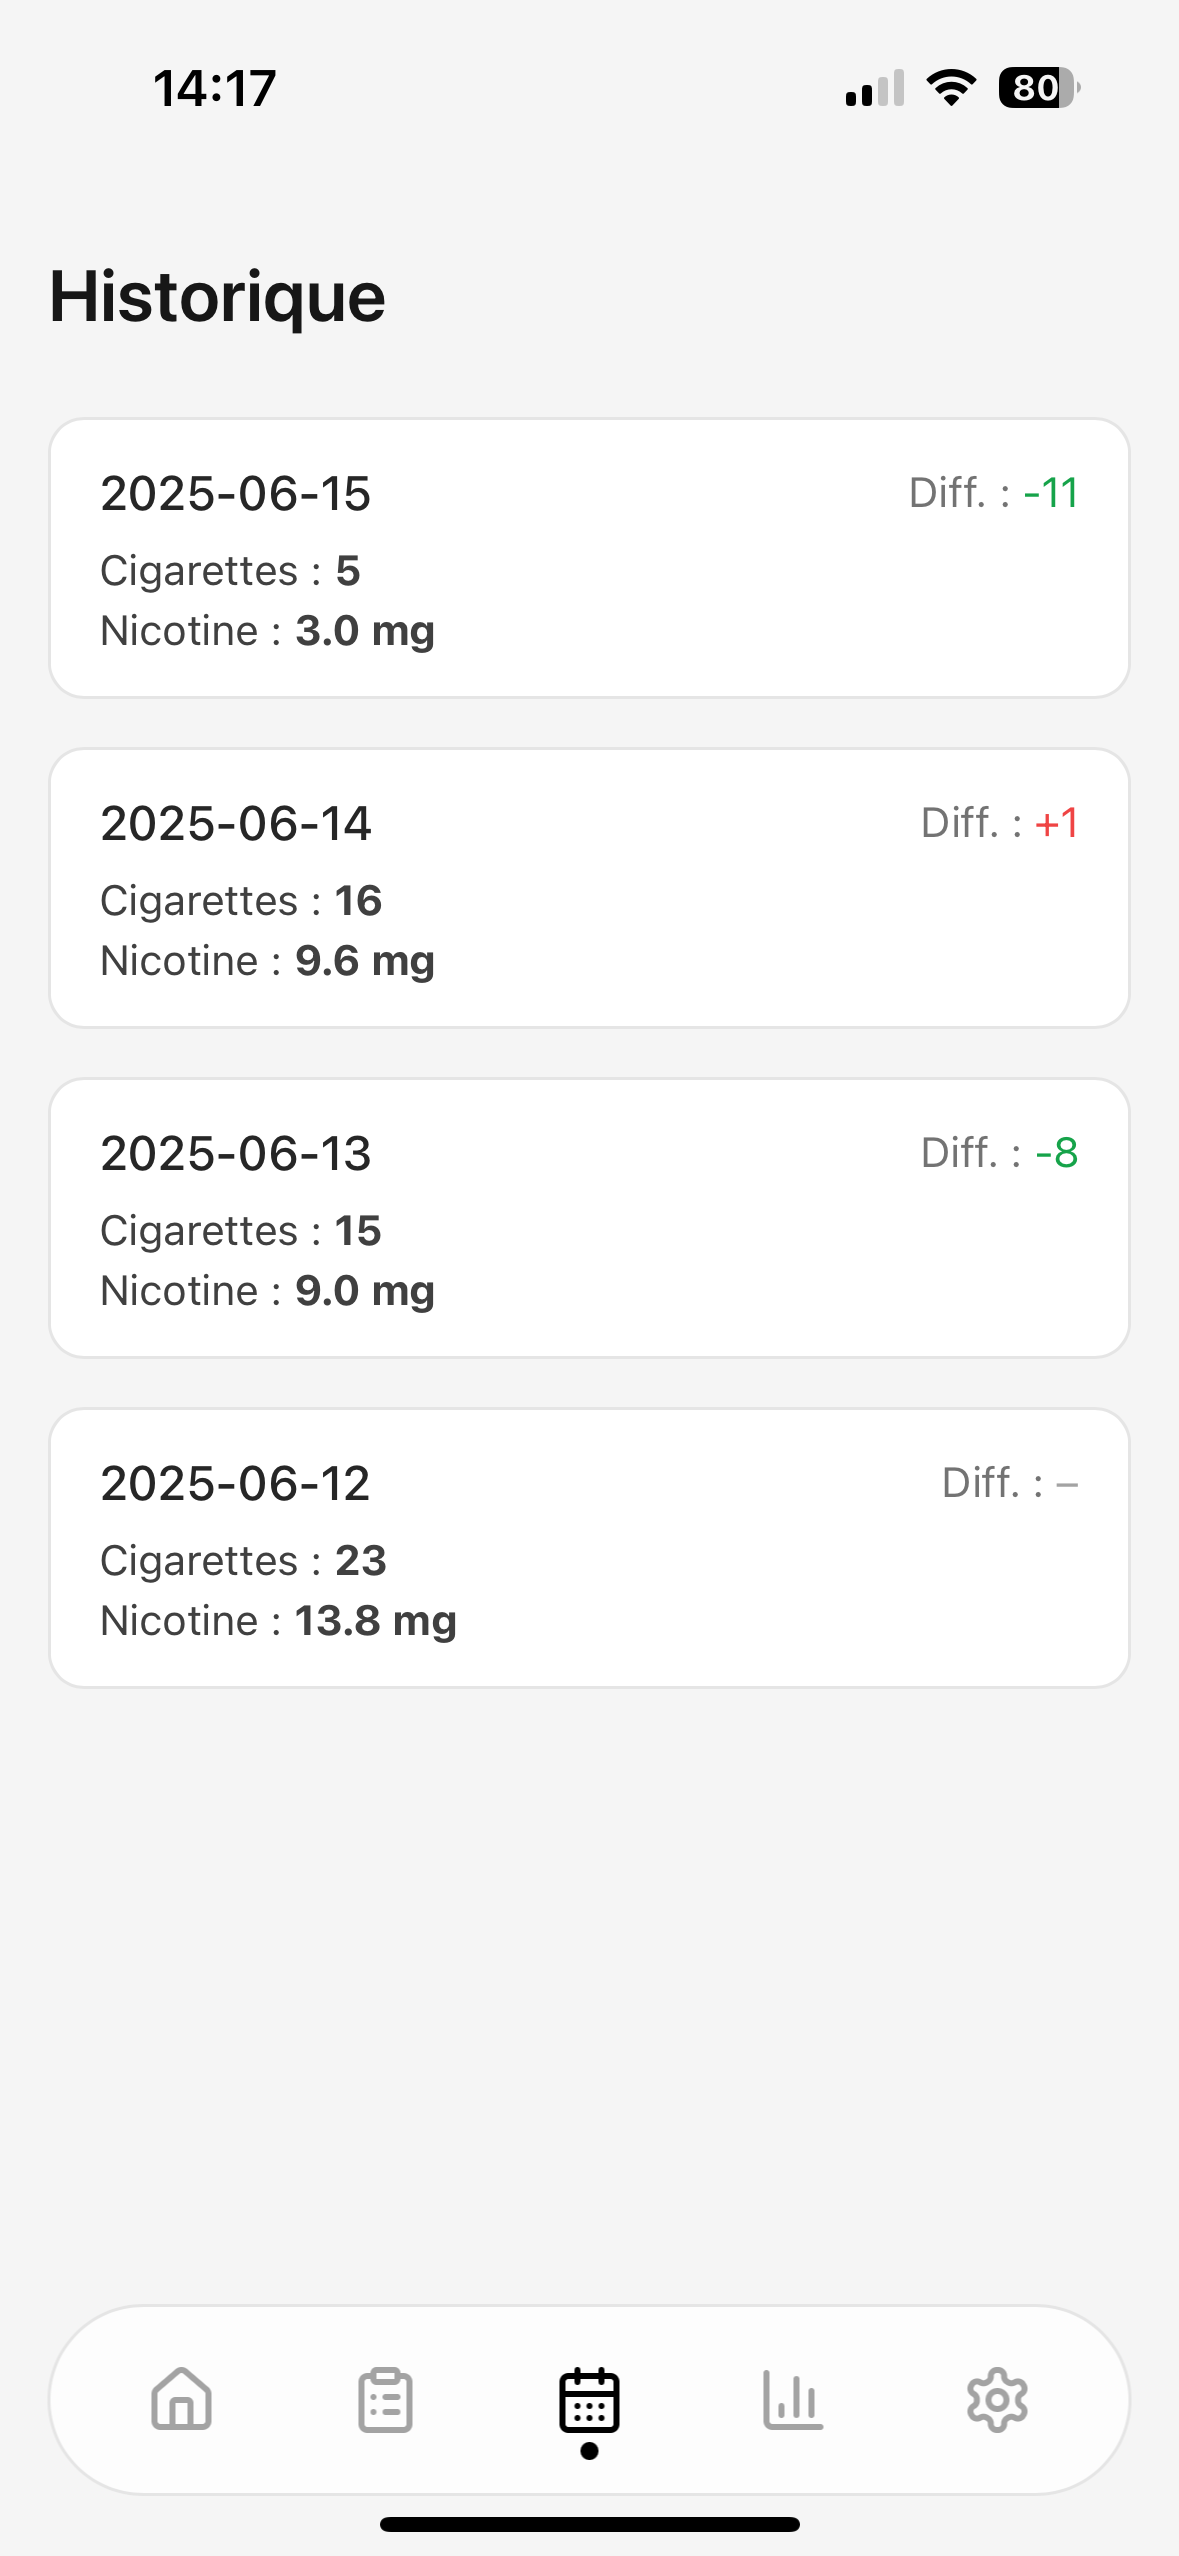 14:17
80
Historique
2025-06-15
Diff. : -11
Cigarettes : 5
Nicotine : 3.0 mg
2025-06-14
Diff. : +1
Cigarettes : 16
Nicotine : 9.6 mg
2025-06-13
Diff. : -8
Cigarettes : 15
Nicotine : 9.0 mg
2025-06-12
Diff. : –
Cigarettes : 23
Nicotine : 13.8 mg